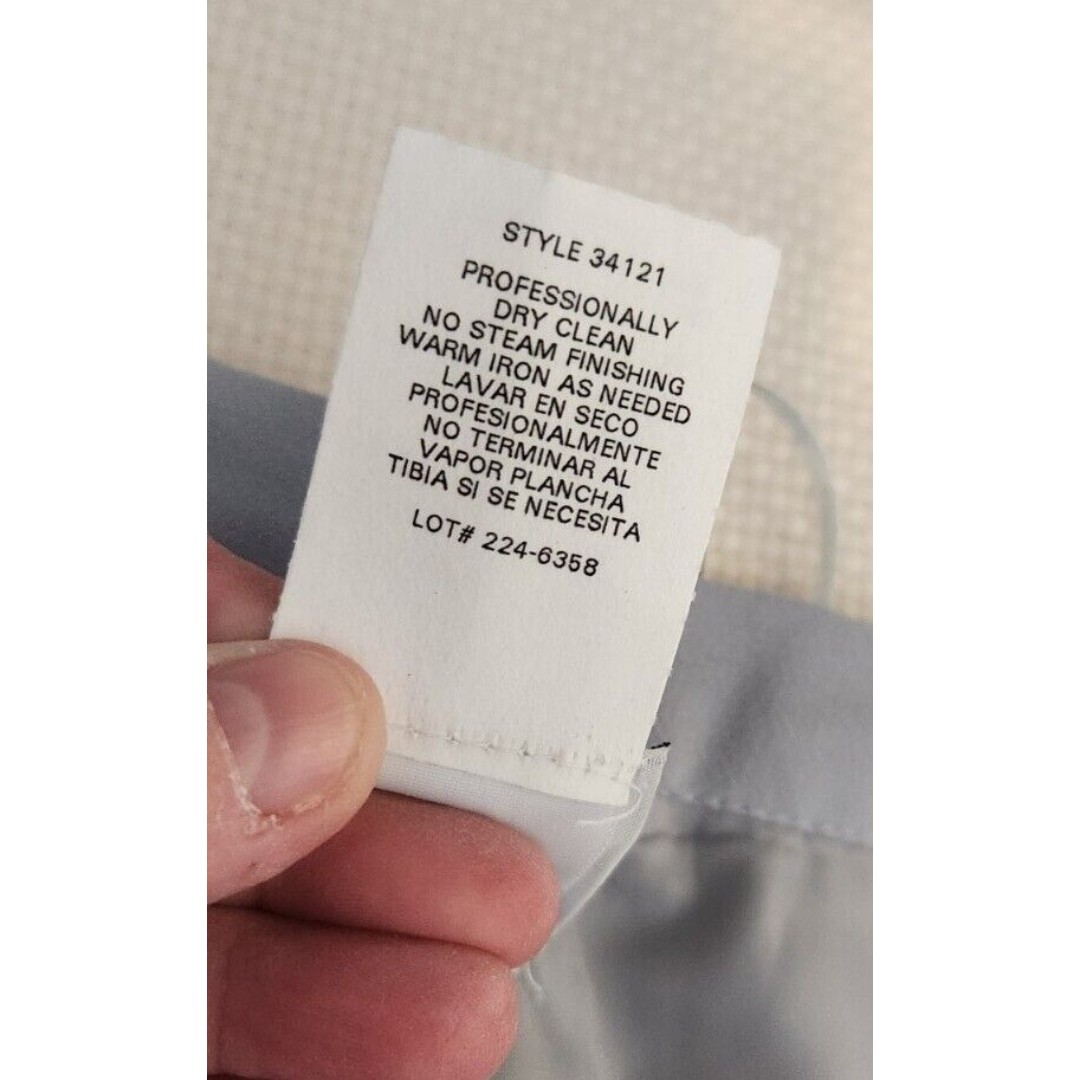 STYLE 34121
PROFESSIONALLY
DRY CLEAN
NO STEAM FINISHING
WARM IRON AS NEEDED
LAVAR EN SECO
PROFESIONALMENTE
NO TERMINAR AL
VAPOR PLANCHA
TIBIA SI SE NECESITA
LOT# 224-6358